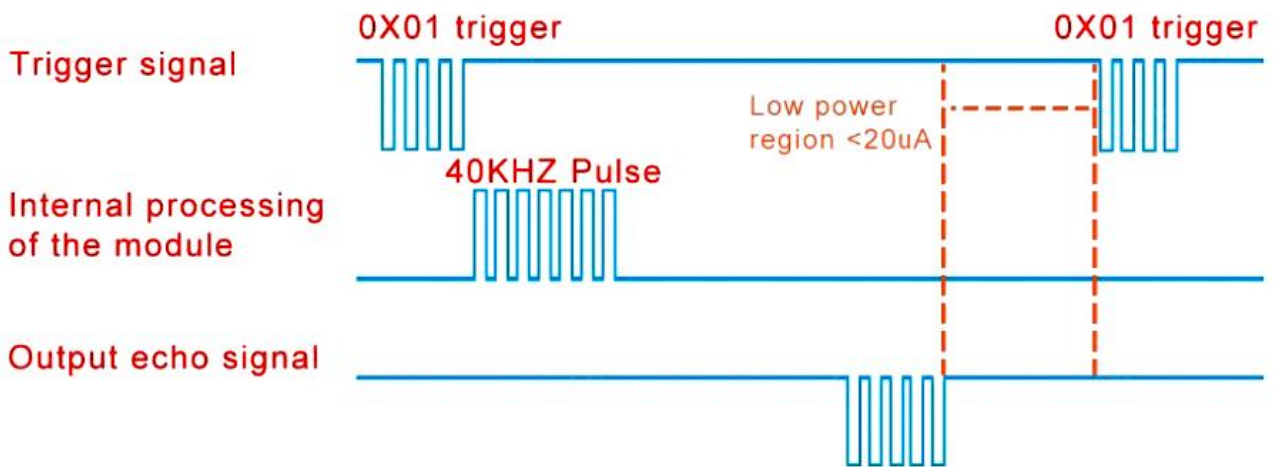 0X01 trigger
0X01 trigger
Trigger signal
Low power
region <20uA
40KHZ Pulse
Internal processing
of the module
Output echo signal